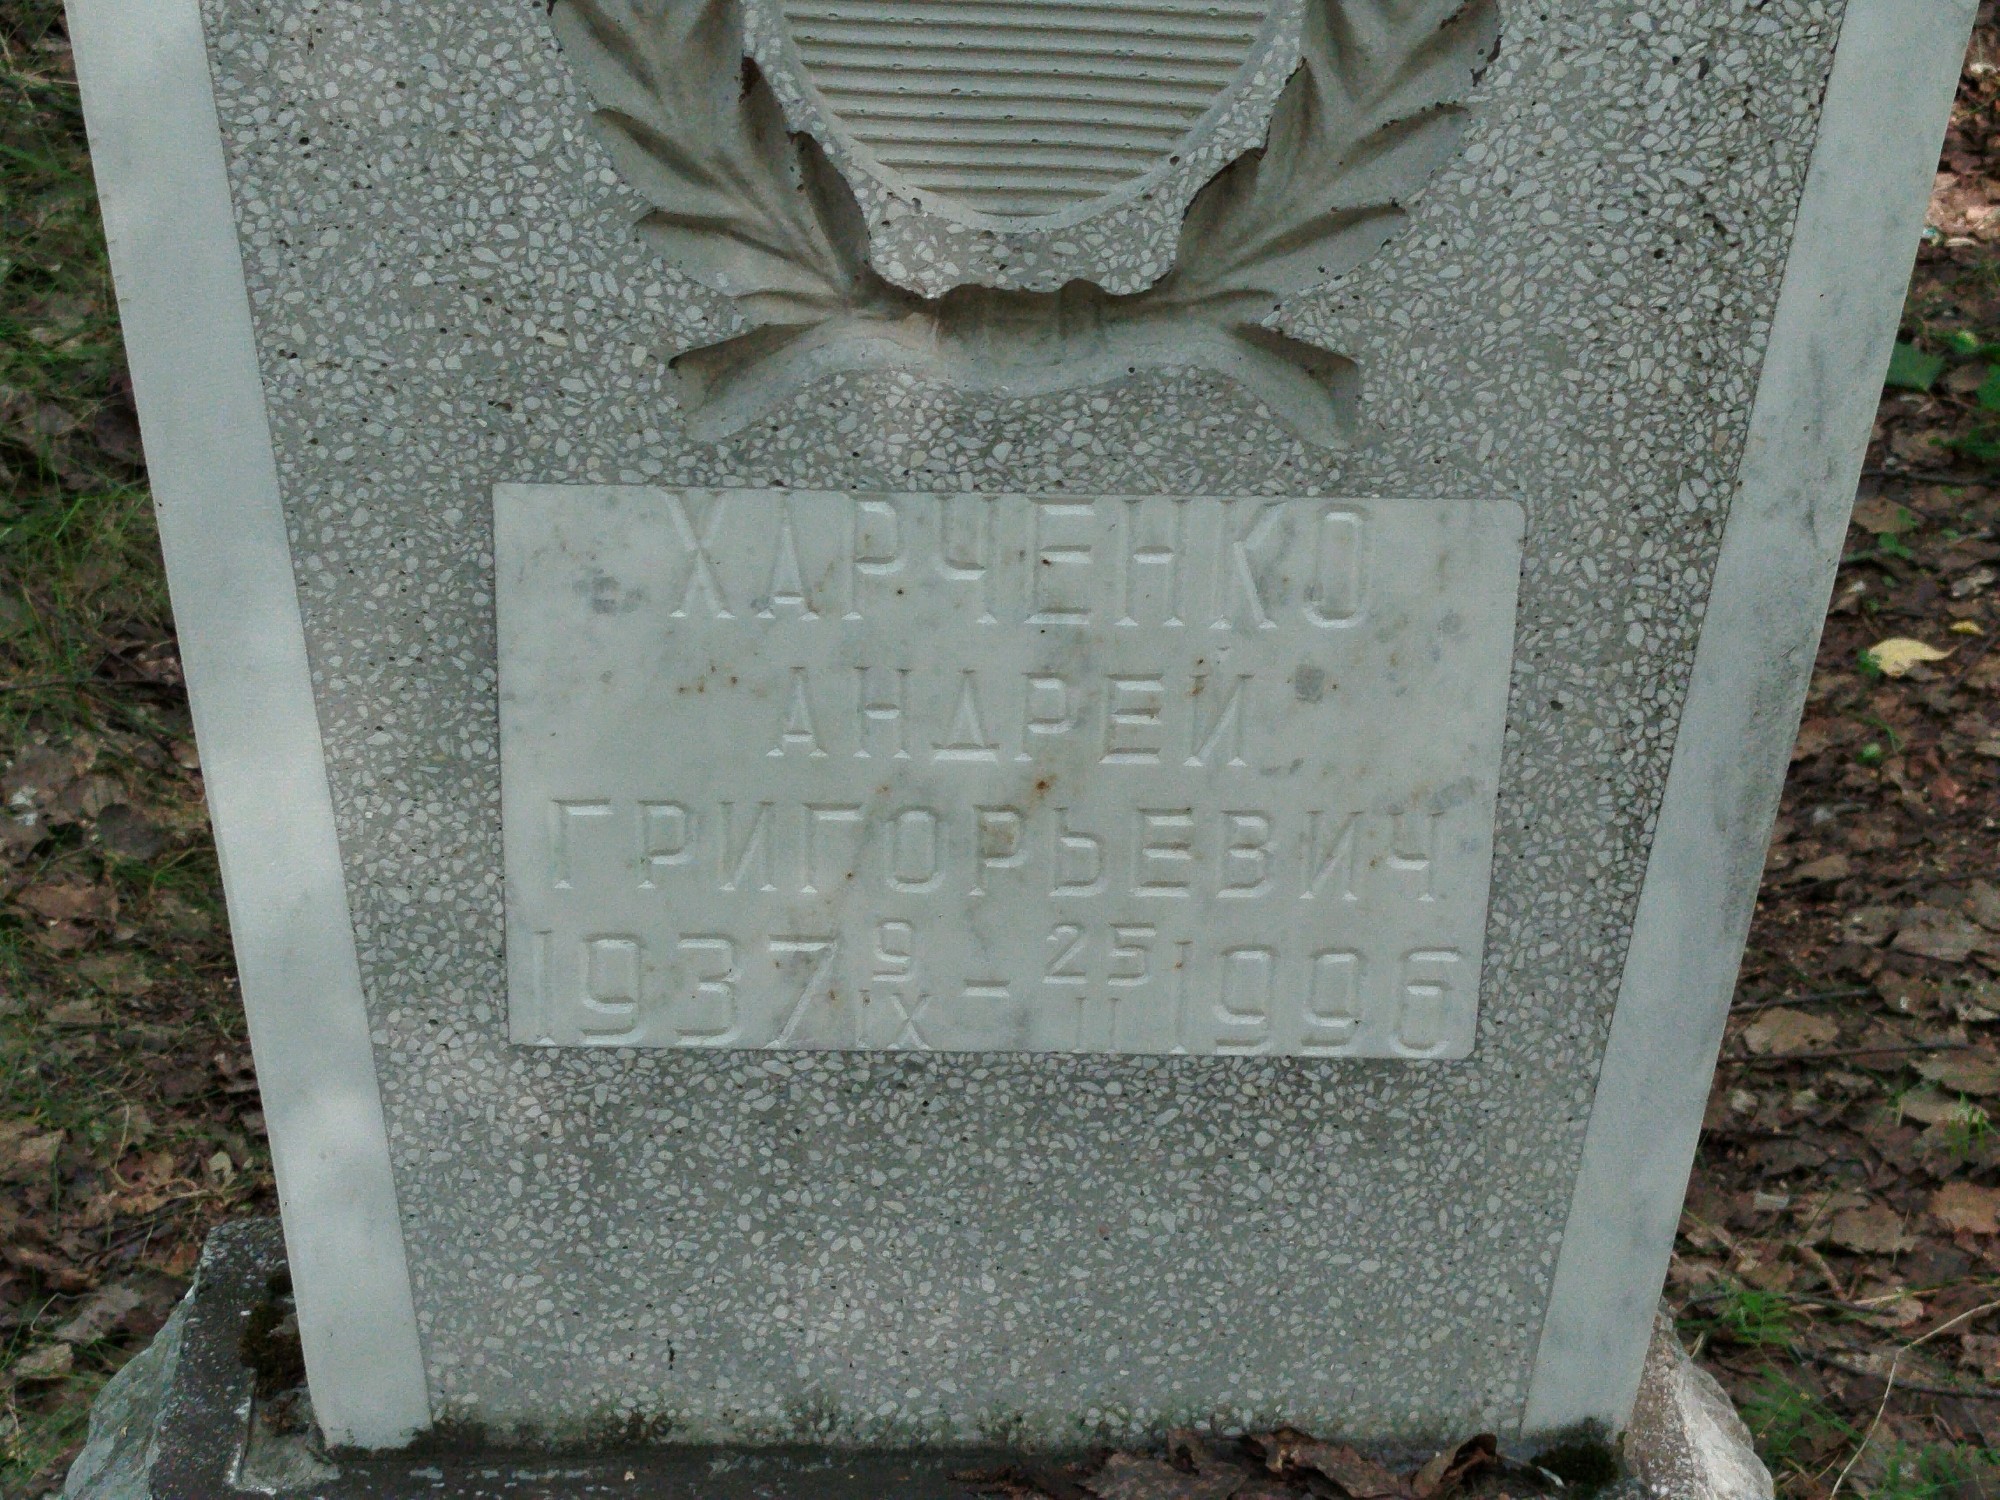 ХАРЧЕНКО
АНДРЕЙ
ГРИГОРЬЕВИЧ
1937 9/IX – 25/II 1996